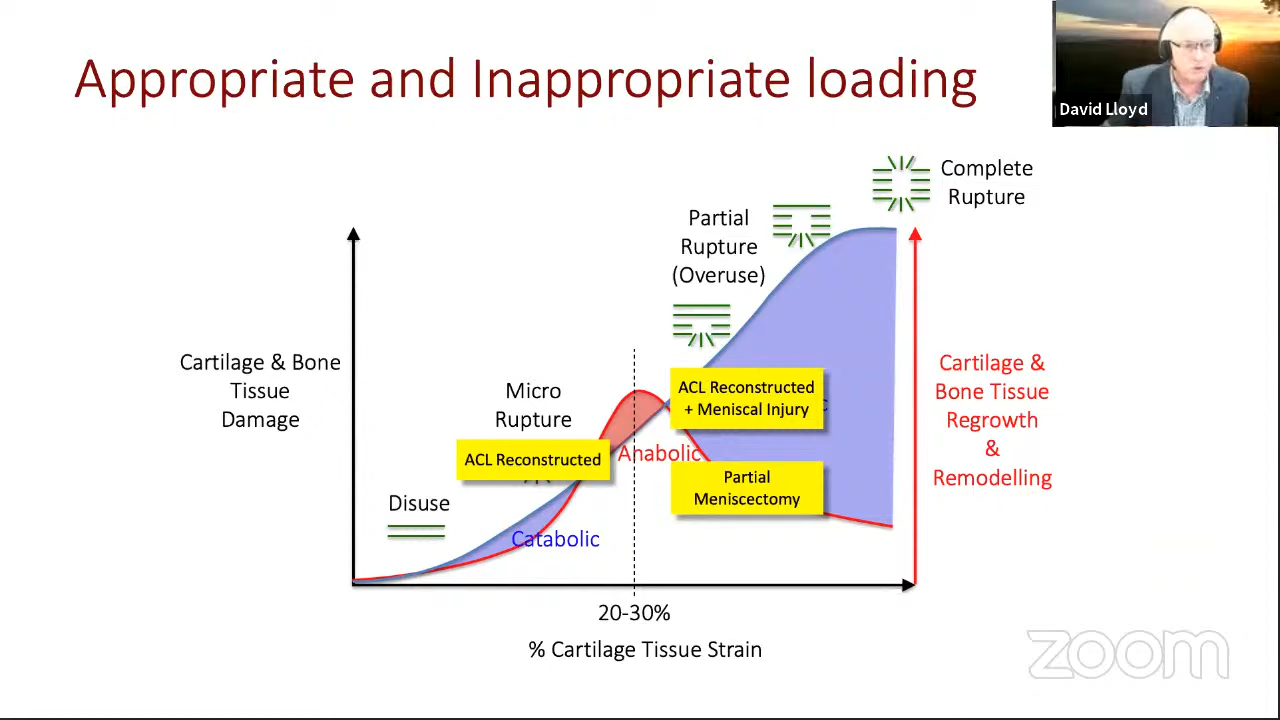 Appropriate and Inappropriate loading
David Lloyd
Complete
Rupture
Partial
Rupture
(Overuse)
Cartilage & Bone
Tissue
Damage
Micro
Rupture
ACL Reconstructed
+ Meniscal Injury
c
Cartilage &
Bone Tissue
Regrowth
&
Remodelling
ACL Reconstructed
Anabolic
Partial
Meniscectomy
Disuse
Catabolic
20-30%
% Cartilage Tissue Strain
zoom